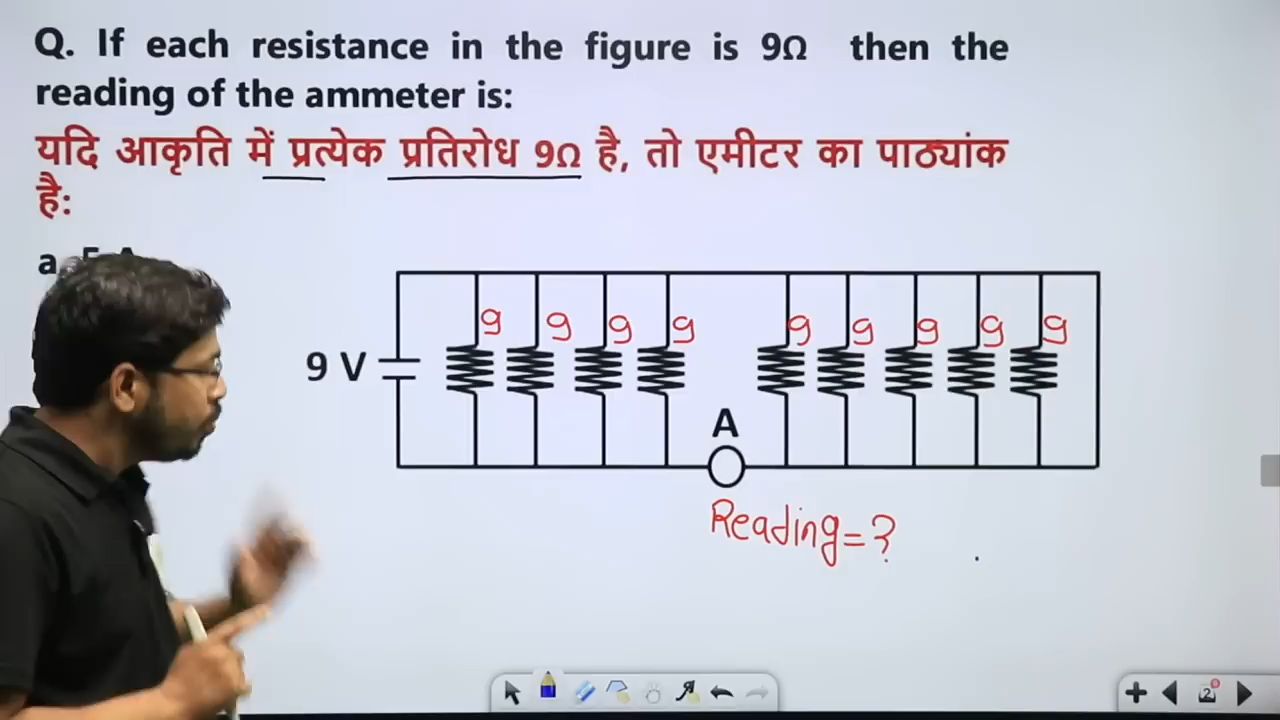 Q. If each resistance in the figure is 9Ω then the
reading of the ammeter is:
यदि आकृति में प्रत्येक प्रतिरोध 9Ω है, तो एमीटर का पाठ्यांक
है:
a
9 9 9 9 9 9 9 9 9
9 V
A
Reading=?
2